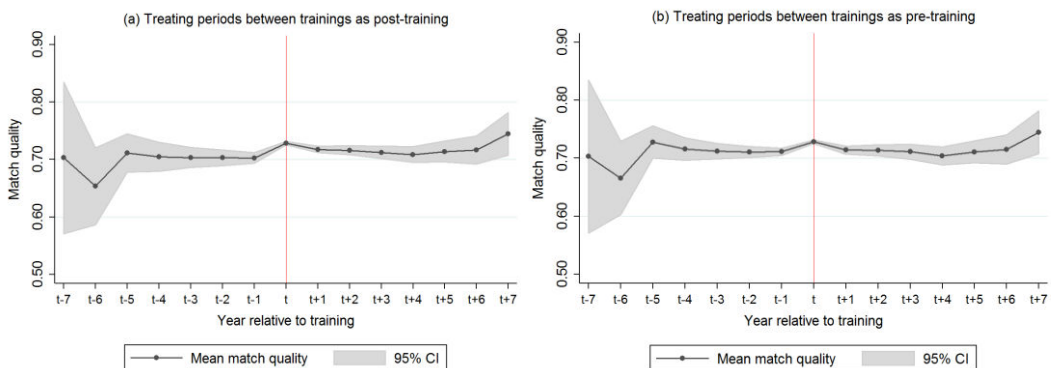 (a) Treating periods between trainings as post-training
Match quality
0.90
0.80
0.70
0.60
0.50
t-7 t-6 t-5 t-4 t-3 t-2 t-1 t t+1 t+2 t+3 t+4 t+5 t+6 t+7
Year relative to training
Mean match quality 95% CI
(b) Treating periods between trainings as pre-training
Match quality
0.90
0.80
0.70
0.60
0.50
t-7 t-6 t-5 t-4 t-3 t-2 t-1 t t+1 t+2 t+3 t+4 t+5 t+6 t+7
Year relative to training
Mean match quality 95% CI